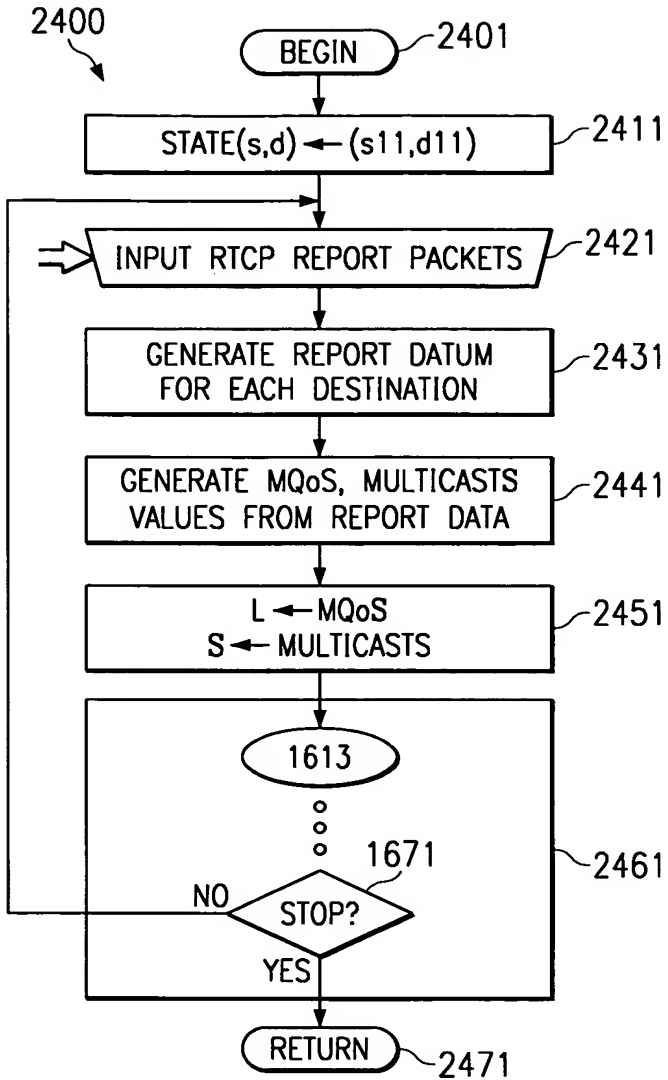 2400
BEGIN
2401
STATE(s,d) ← (s11,d11)
2411
INPUT RTCP REPORT PACKETS
2421
GENERATE REPORT DATUM
FOR EACH DESTINATION
2431
GENERATE MQoS, MULTICASTS
VALUES FROM REPORT DATA
2441
L ← MQoS
S ← MULTICASTS
2451
1613
1671
2461
NO
STOP?
YES
RETURN
2471